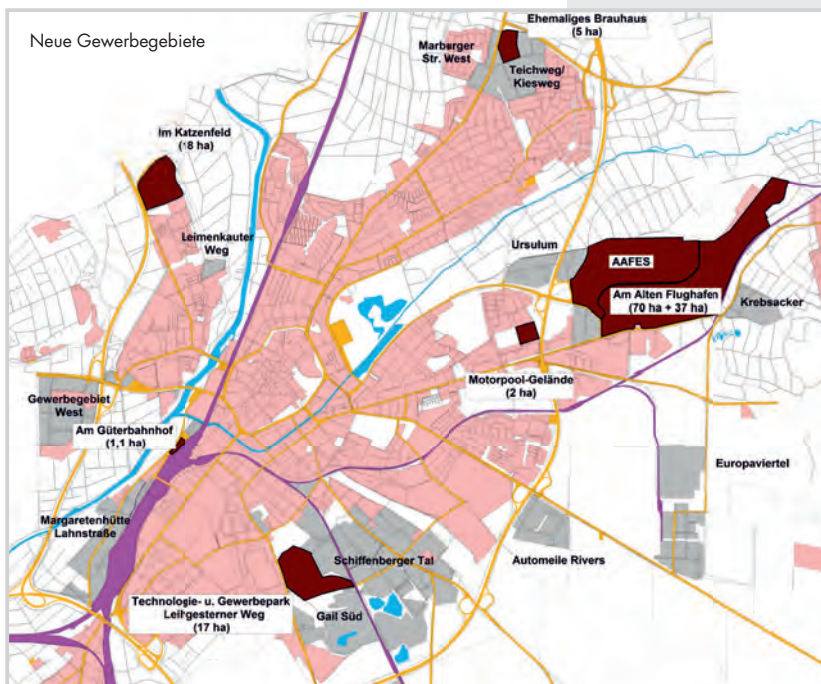 Neue Gewerbegebiete
Ehemaliges Brauhaus
(5 ha)
Marburger
Str. West
Teichweg/
Kiesweg
Im Katzenfeld
(18 ha)
Leimenkauter
Weg
Ursulum
AAFES
Am Alten Flughafen
(70 ha + 37 ha)
Krebsacker
Motorpool-Gelände
(2 ha)
Gewerbegebiet
West
Am Güterbahnhof
(1,1 ha)
Europaviertel
Margaretenhütte
Lahnstraße
Automeile Rivers
Schiffenberger Tal
Technologie- u. Gewerbepark
Leihgesterner Weg
(17 ha)
Gail Süd